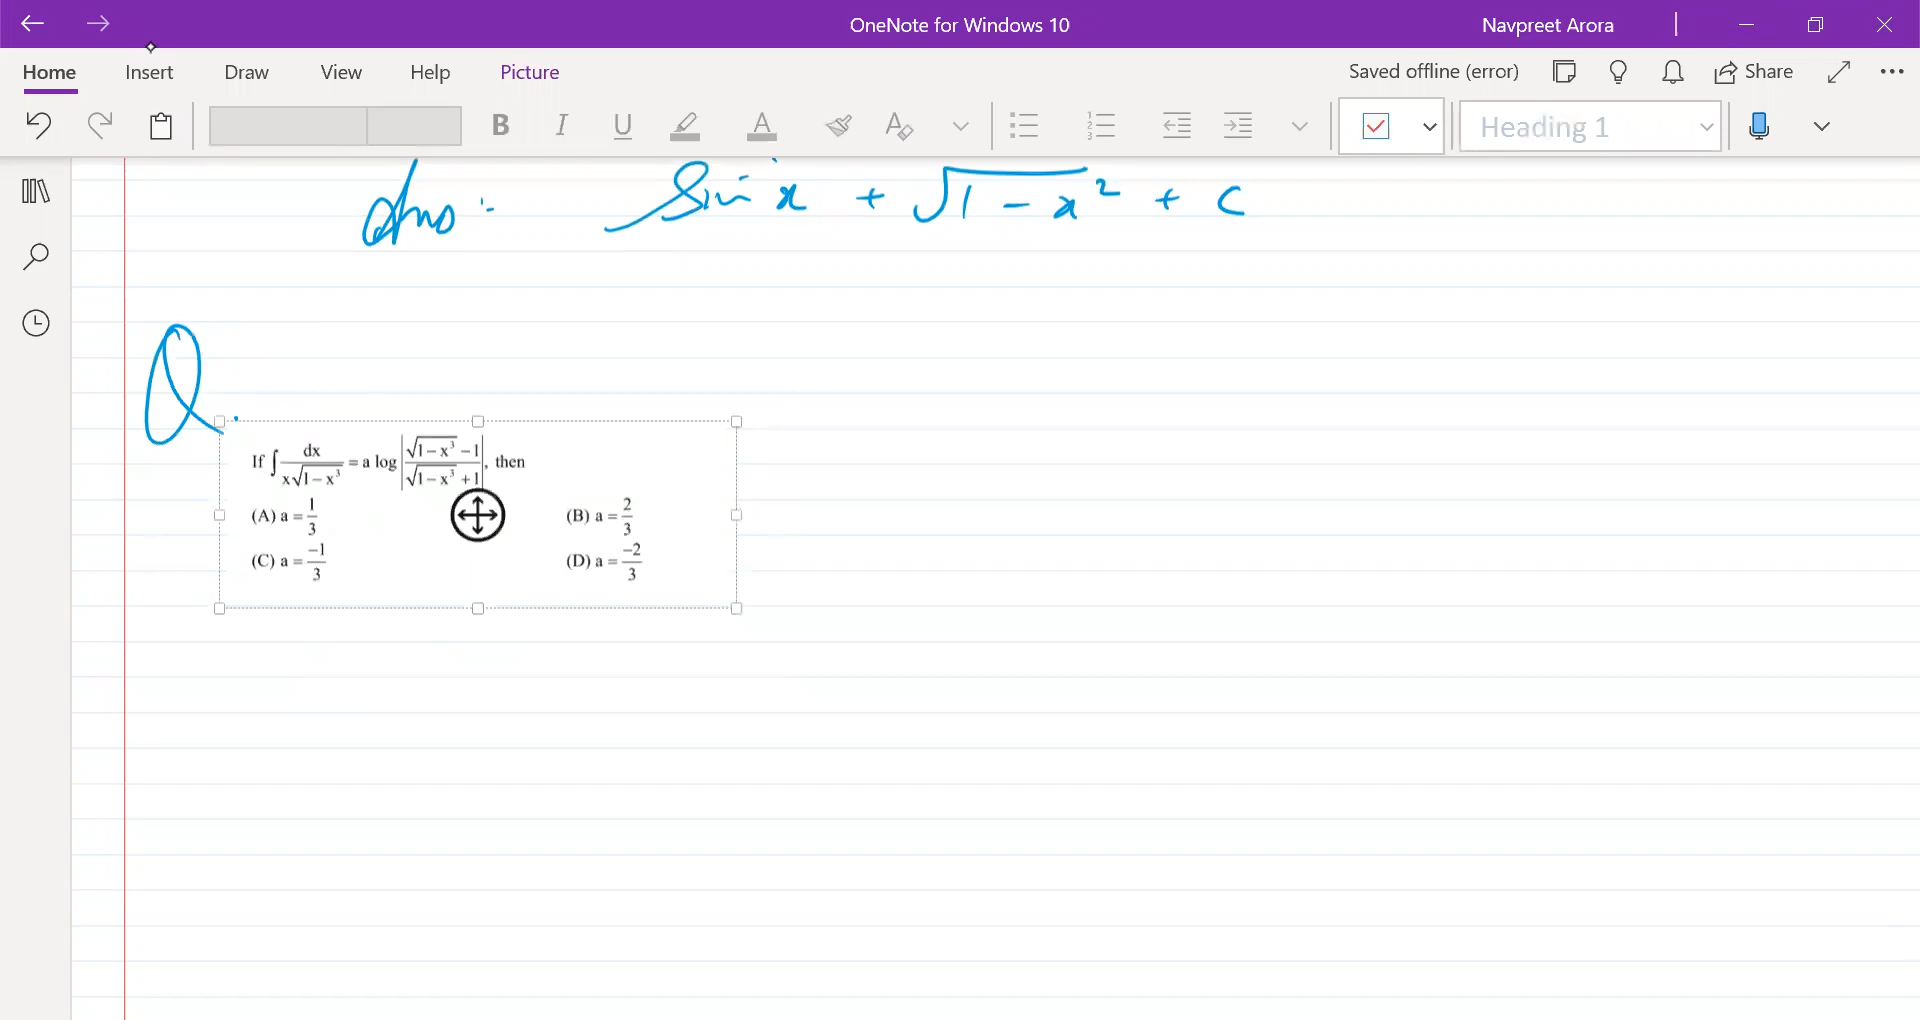 OneNote for Windows 10
Navpreet Arora
Home Insert Draw View Help Picture
Saved offline (error) Share
B I U A A Heading 1
Ans: Sin x + √1 - x² + c
Q.
If ∫ dx / x√1-x³ = a log |√1-x³ -1 / √1-x³ +1|, then
(A) a = 1/3 (B) a = 2/3
(C) a = -1/3 (D) a = -2/3